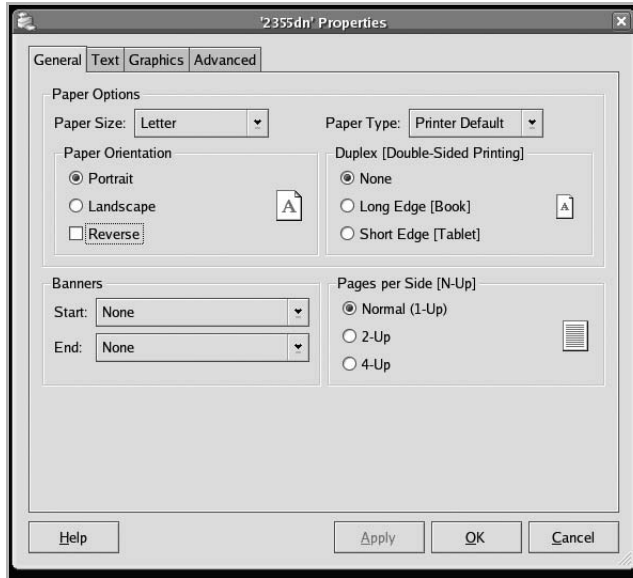 '2355dn' Properties
General Text Graphics Advanced
Paper Options
Paper Size: Letter Paper Type: Printer Default
Paper Orientation Duplex [Double-Sided Printing]
Portrait None
Landscape A Long Edge [Book] A
Reverse Short Edge [Tablet]
Banners Pages per Side [N-Up]
Start: None Normal (1-Up)
End: None 2-Up
4-Up
Help Apply OK Cancel